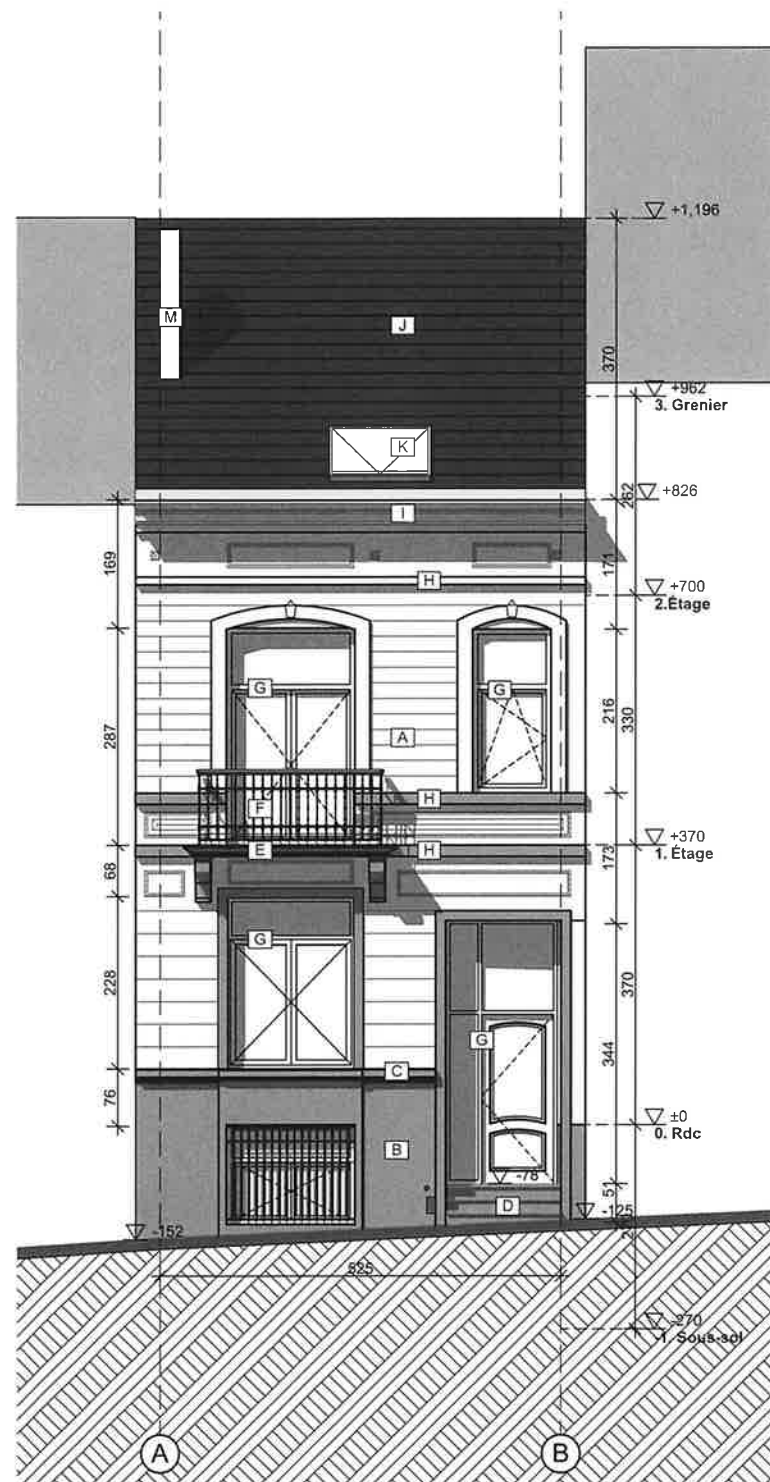 +1,196
M
J
370
+962
3. Grenier
K
262
+826
I
169
171
H
+700
2.Étage
G
G
287
A
216
330
F
H
E
H
+370
1. Étage
173
68
G
228
370
G
344
C
76
±0
0. Rdc
B
-78
51
D
-125
-152
525
-270
-1. Sous-sol
A
B